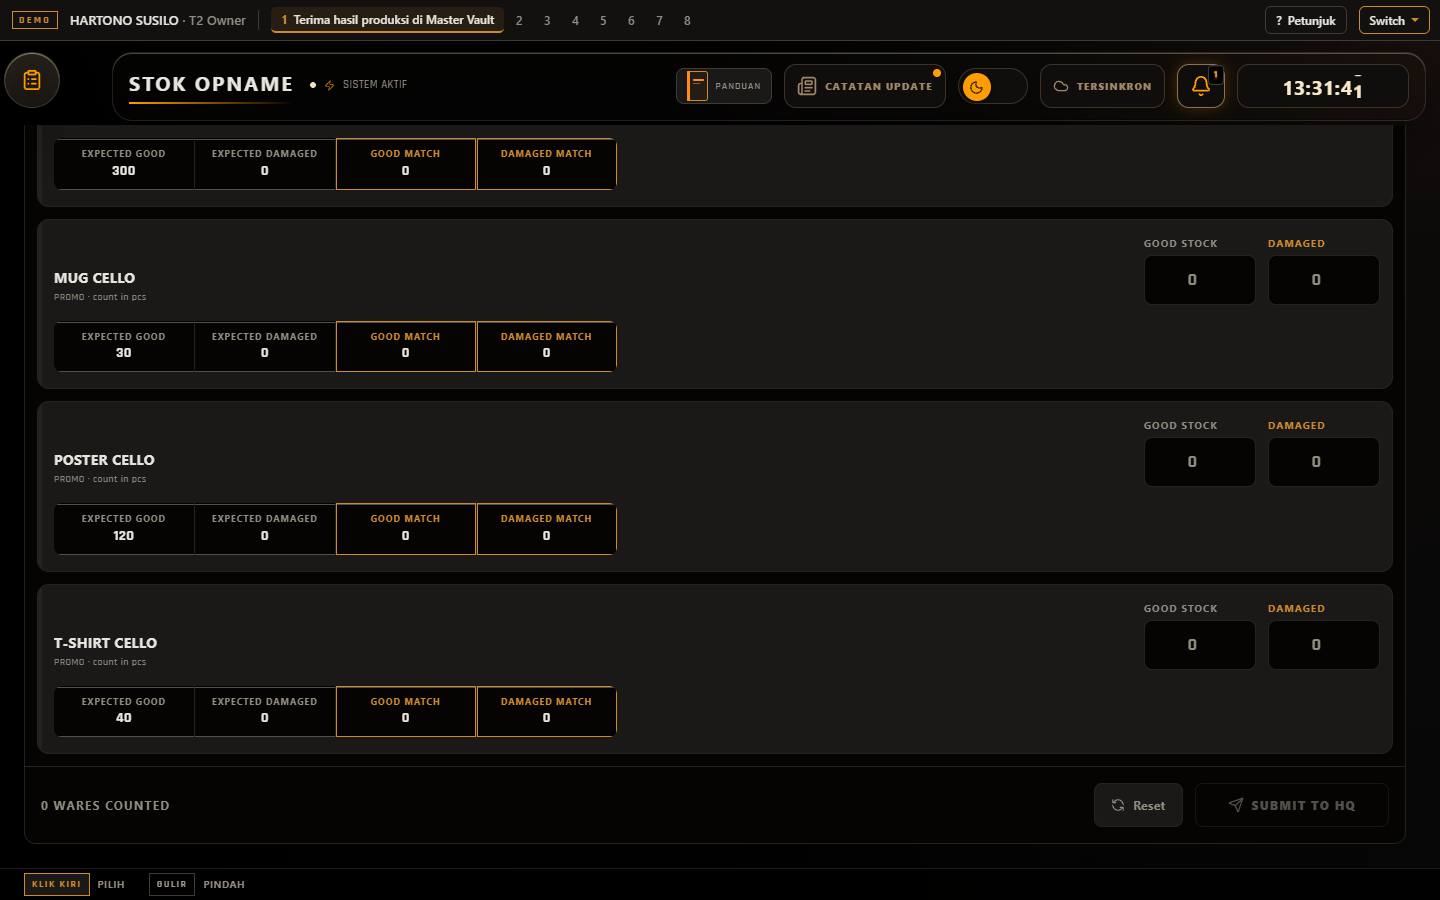 DEMO HARTONO SUSILO · T2 Owner 1 Terima hasil produksi di Master Vault 2 3 4 5 6 7 8 ? Petunjuk Switch
STOK OPNAME SISTEM AKTIF PANDUAN CATATAN UPDATE TERSINKRON 1 13:31:41
EXPECTED GOOD EXPECTED DAMAGED GOOD MATCH DAMAGED MATCH
300 0 0 0
GOOD STOCK DAMAGED
MUG CELLO 0 0
PROMO · count in pcs
EXPECTED GOOD EXPECTED DAMAGED GOOD MATCH DAMAGED MATCH
30 0 0 0
GOOD STOCK DAMAGED
POSTER CELLO 0 0
PROMO · count in pcs
EXPECTED GOOD EXPECTED DAMAGED GOOD MATCH DAMAGED MATCH
120 0 0 0
GOOD STOCK DAMAGED
T-SHIRT CELLO 0 0
PROMO · count in pcs
EXPECTED GOOD EXPECTED DAMAGED GOOD MATCH DAMAGED MATCH
40 0 0 0
0 WARES COUNTED Reset SUBMIT TO HQ
KLIK KIRI PILIH GULIR PINDAH